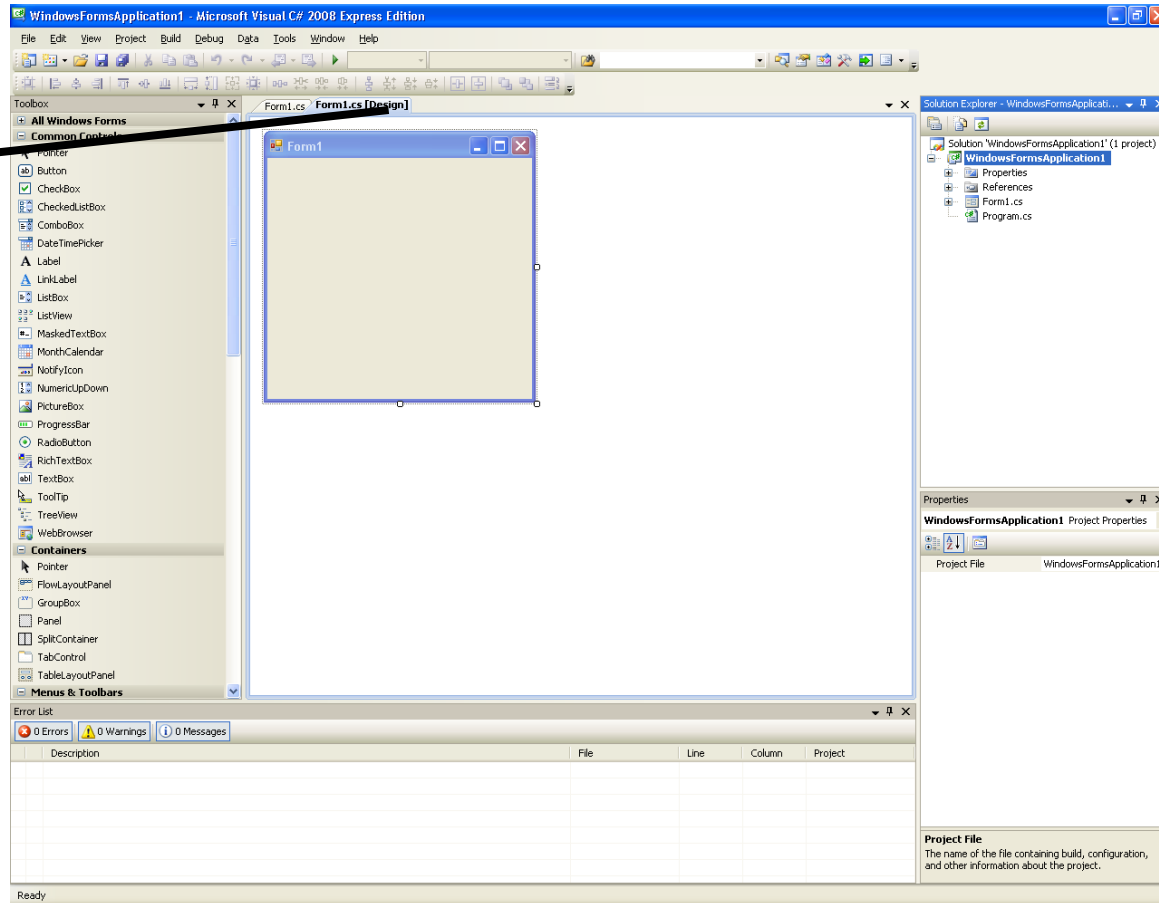 WindowsFormsApplication1 - Microsoft Visual C# 2008 Express Edition
File Edit View Project Build Debug Data Tools Window Help
Toolbox
All Windows Forms
Common Controls
Pointer
Button
CheckBox
CheckedListBox
ComboBox
DateTimePicker
Label
LinkLabel
ListBox
ListView
MaskedTextBox
MonthCalendar
NotifyIcon
NumericUpDown
PictureBox
ProgressBar
RadioButton
RichTextBox
TextBox
ToolTip
TreeView
WebBrowser
Containers
Pointer
FlowLayoutPanel
GroupBox
Panel
SplitContainer
TabControl
TableLayoutPanel
Menus & Toolbars
Form1.cs Form1.cs [Design]
Form1
Solution Explorer - WindowsFormsApplicati...
Solution 'WindowsFormsApplication1' (1 project)
WindowsFormsApplication1
Properties
References
Form1.cs
Program.cs
Properties
WindowsFormsApplication1 Project Properties
Project File WindowsFormsApplication1
Project File
The name of the file containing build, configuration,
and other information about the project.
Error List
0 Errors 0 Warnings 0 Messages
Description File Line Column Project
Ready